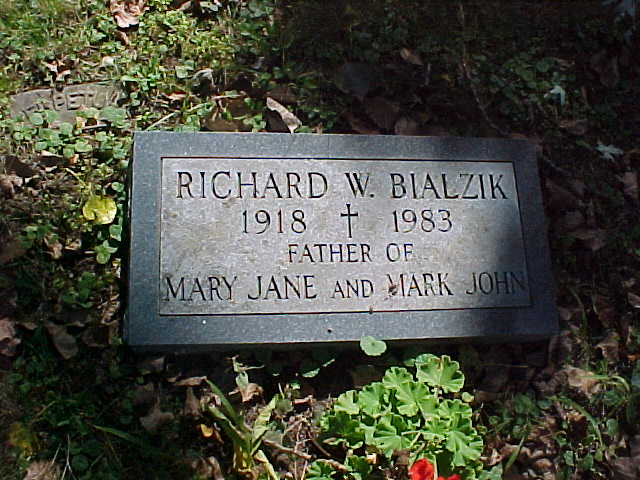 RICHARD W. BIALZIK
1918 † 1983
FATHER OF
MARY JANE AND MARK JOHN